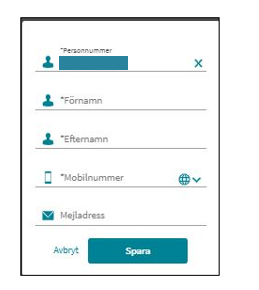 *Personnummer
*Förnamn
*Efternamn
*Mobilnummer
Mejladress
Avbryt Spara